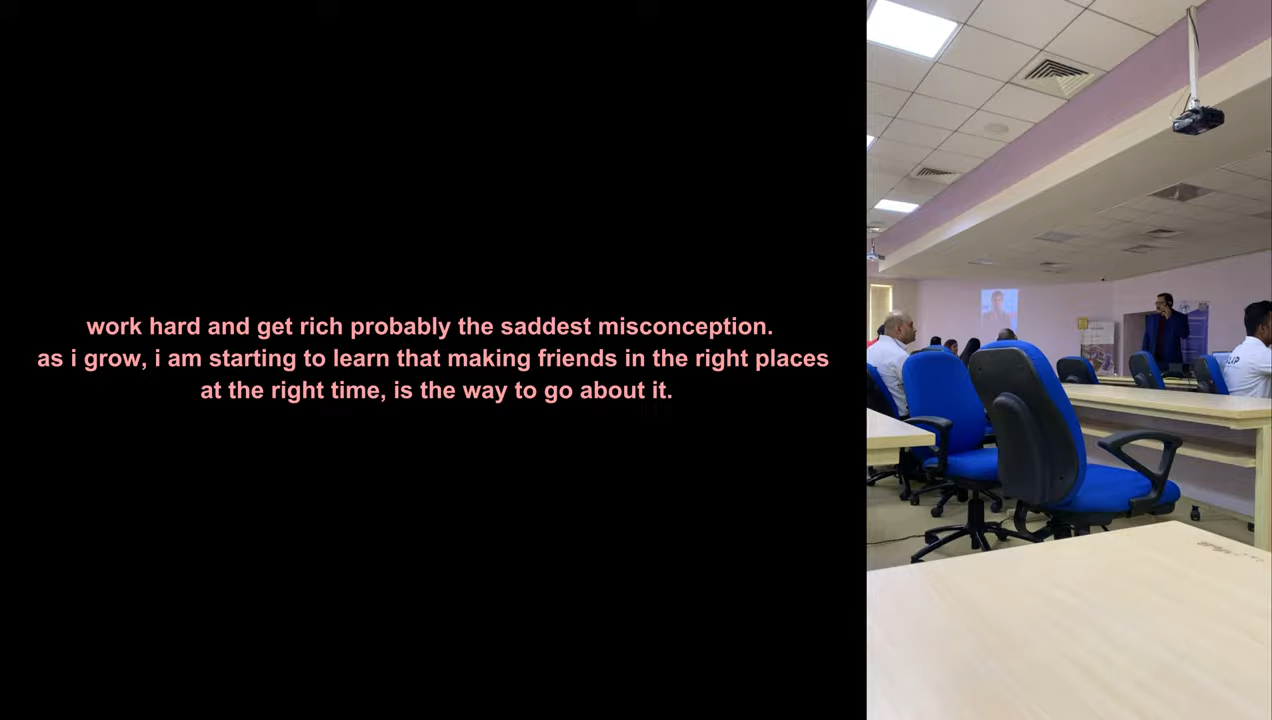 work hard and get rich probably the saddest misconception.
as i grow, i am starting to learn that making friends in the right places
at the right time, is the way to go about it.